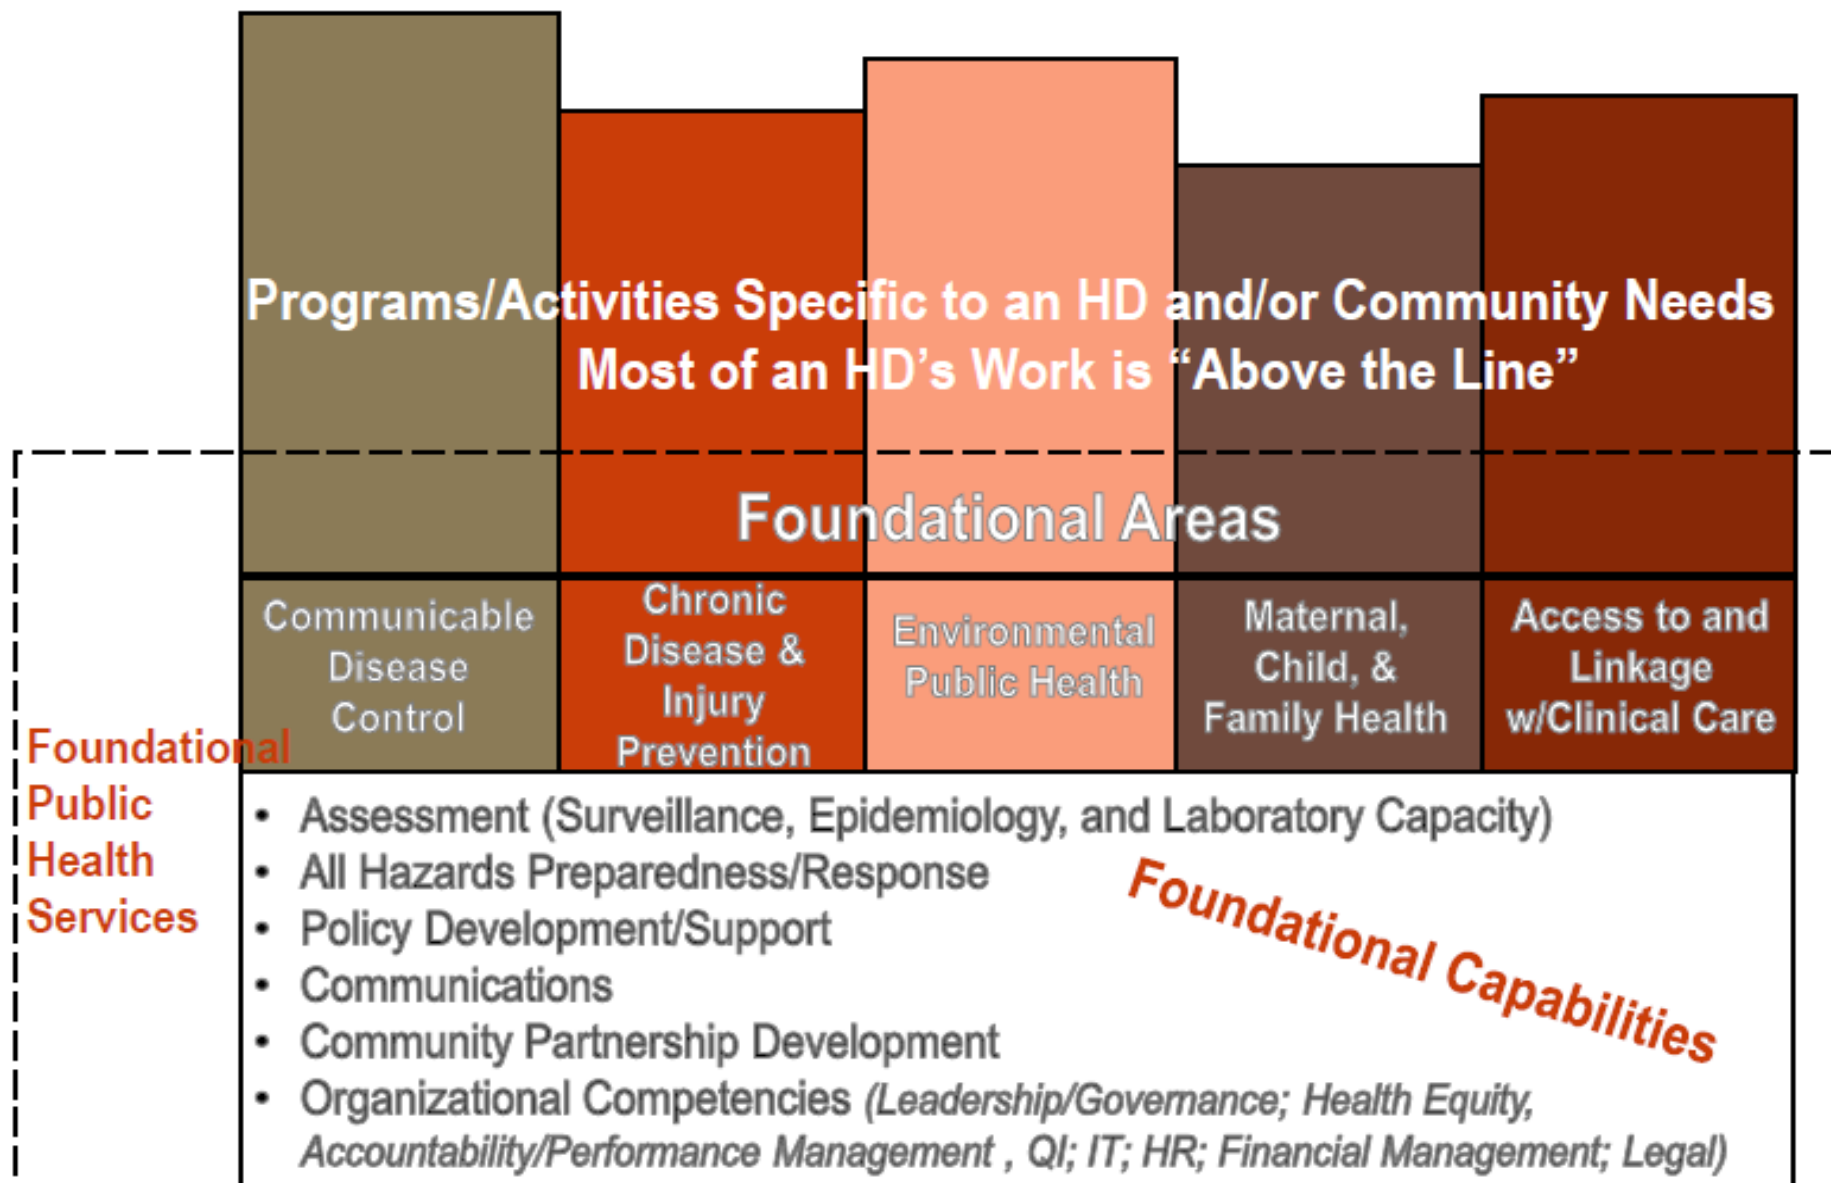 Programs/Activities Specific to an HD and/or Community Needs
Most of an HD's Work is “Above the Line”
Foundational Areas
Communicable
Disease
Control
Chronic
Disease &
Injury
Prevention
Environmental
Public Health
Maternal,
Child, &
Family Health
Access to and
Linkage
w/Clinical Care
Foundational
Public
Health
Services
• Assessment (Surveillance, Epidemiology, and Laboratory Capacity)
• All Hazards Preparedness/Response
• Policy Development/Support
• Communications
• Community Partnership Development
• Organizational Competencies (Leadership/Governance; Health Equity,
Accountability/Performance Management , QI; IT; HR; Financial Management; Legal)
Foundational Capabilities